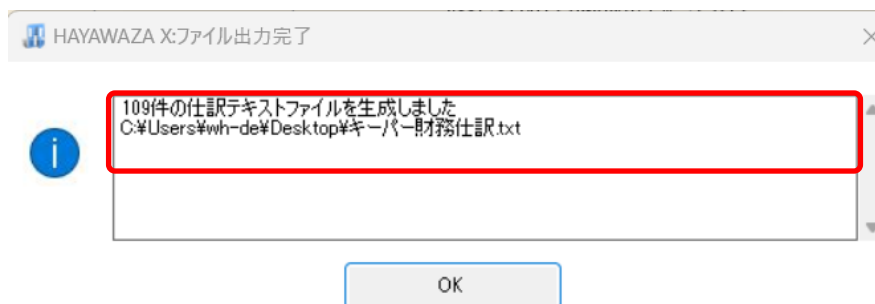 HAYAWAZA X:ファイル出力完了
109件の仕訳テキストファイルを生成しました
C:¥Users¥wh-de¥Desktop¥キーパー財務仕訳.txt
OK